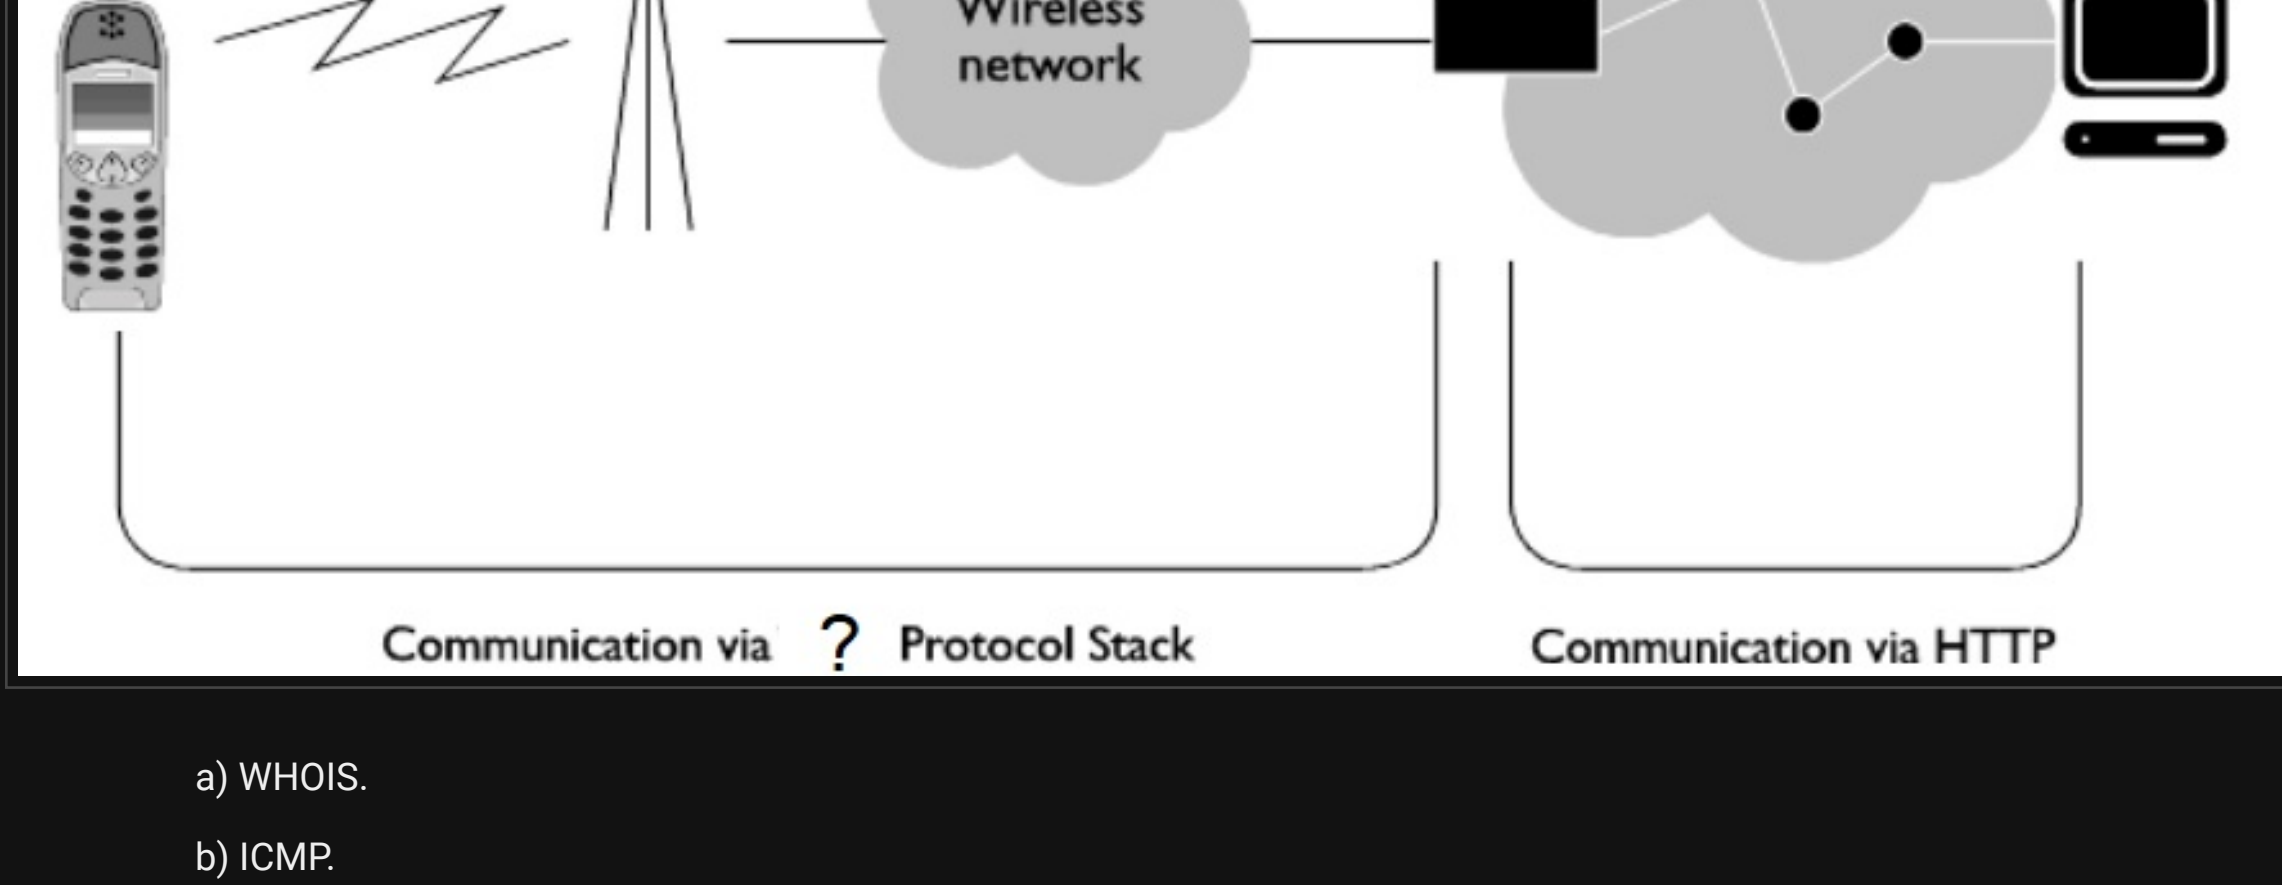 Wireless
network
Communication via ? Protocol Stack
Communication via HTTP
a) WHOIS.
b) ICMP.